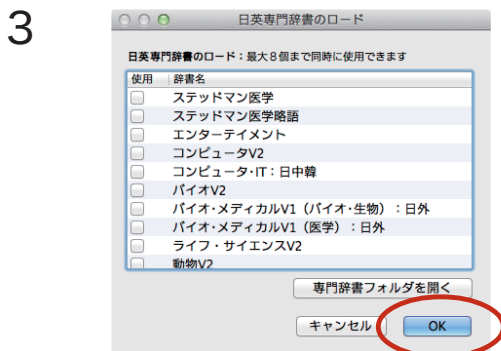 3
日英専門辞書のロード
日英専門辞書のロード:最大8個まで同時に使用できます
使用 辞書名
ステッドマン医学
ステッドマン医学略語
エンターテイメント
コンピュータV2
コンピュータ・IT:日中韓
バイオV2
バイオ・メディカルV1(バイオ・生物):日外
バイオ・メディカルV1(医学):日外
ライフ・サイエンスV2
動物V2
専門辞書フォルダを開く
キャンセル OK